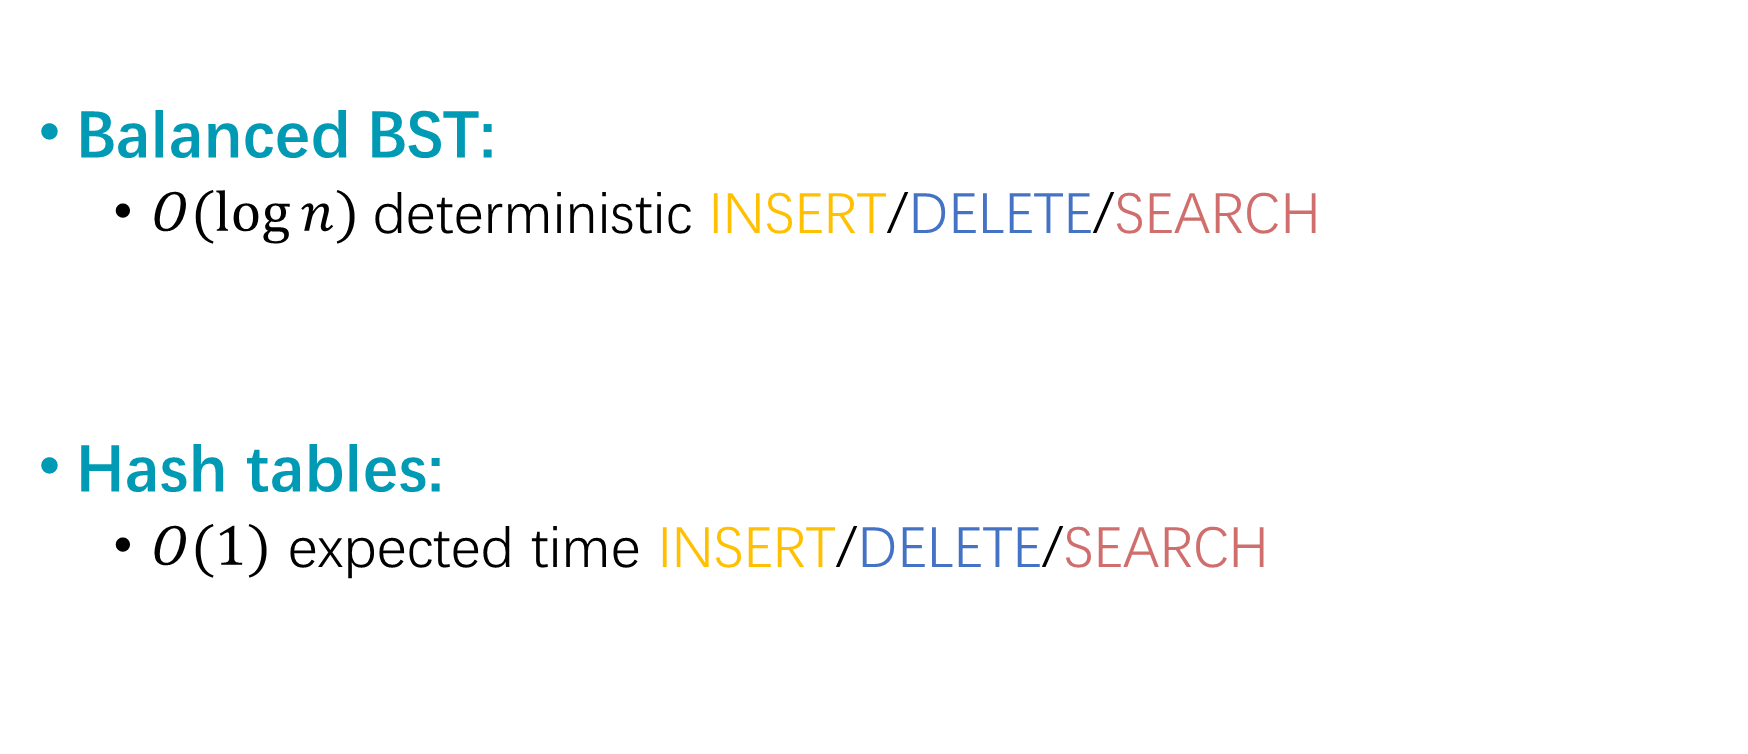 • Balanced BST:
• O(log n) deterministic INSERT/DELETE/SEARCH
• Hash tables:
• O(1) expected time INSERT/DELETE/SEARCH